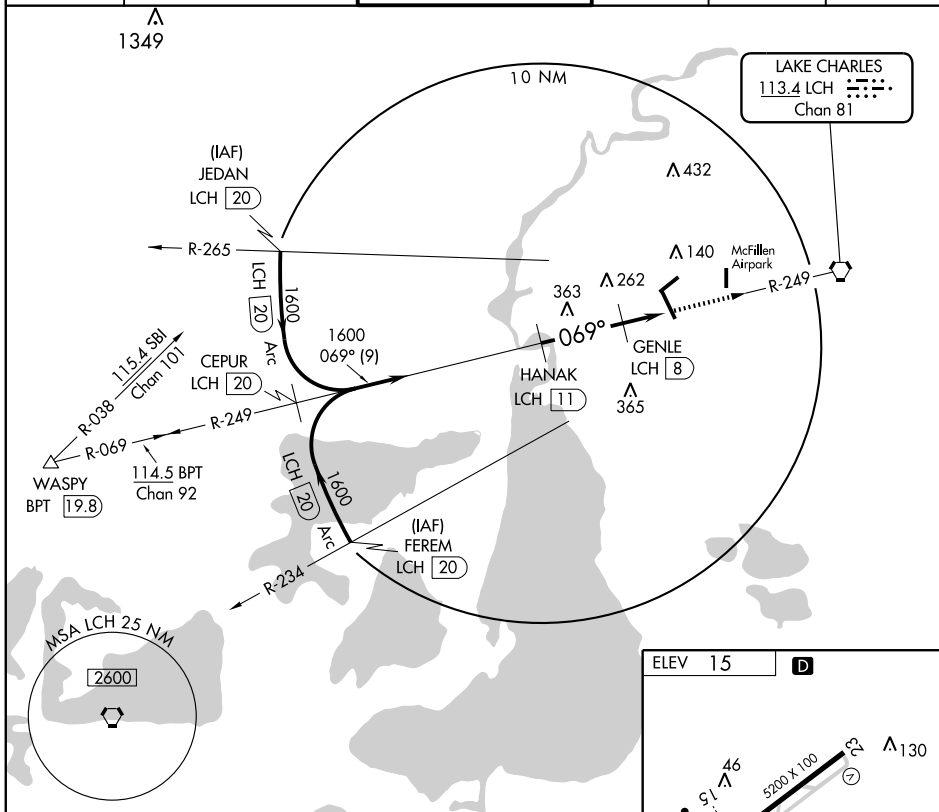 1349
10 NM
LAKE CHARLES
113.4 LCH
Chan 81
(IAF)
JEDAN
LCH 20
432
R-265
140
McFillen
Airpark
262
R-249
LCH 20 Arc
1600
363
069°
1600
069° (9)
GENLE
LCH 8
CEPUR
LCH 20
HANAK
LCH 11
365
115.4 SBI
Chan 101
R-038
R-249
R-069
WASPY
BPT 19.8
114.5 BPT
Chan 92
LCH 20 Arc
1600
(IAF)
FEREM
LCH 20
R-234
MSA LCH 25 NM
2600
ELEV 15
D
46
15
5200 X 100
23
V
130